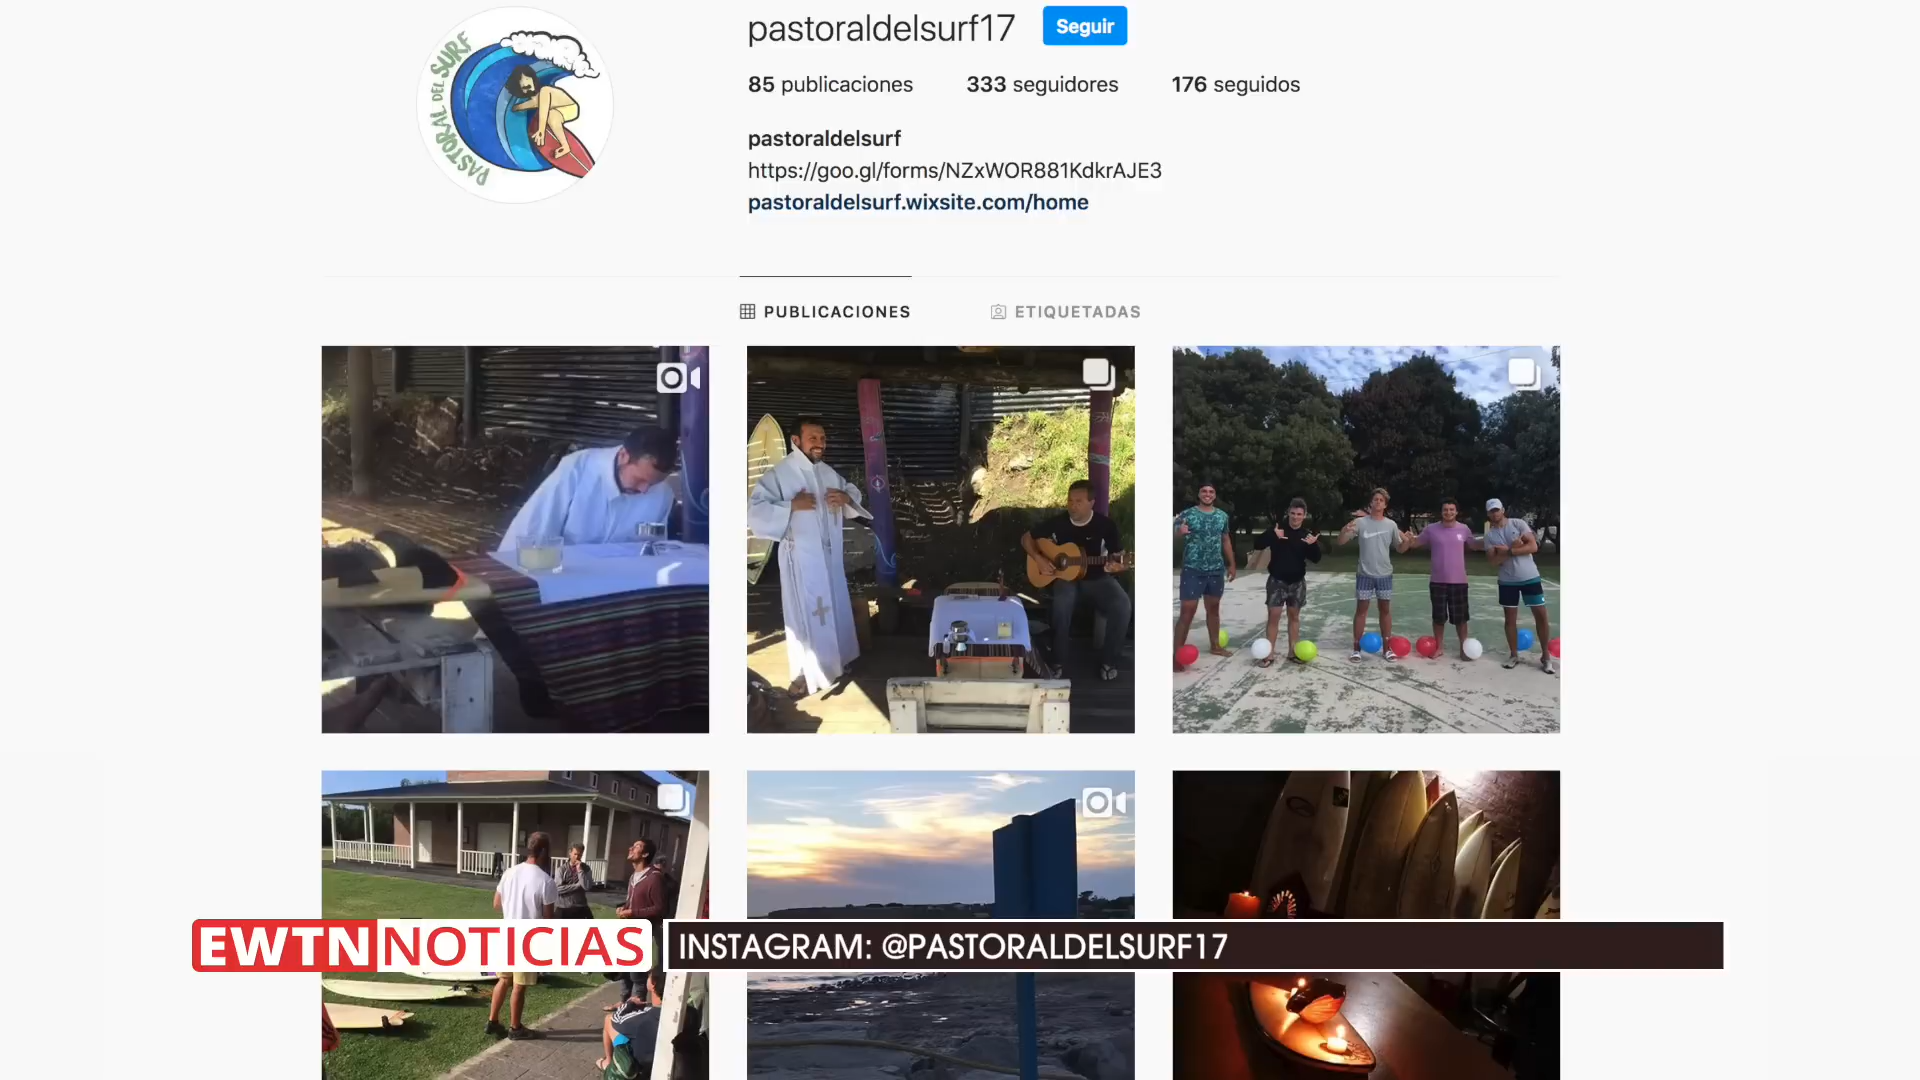 PASTORAL DEL SURF
pastoraldelsurf17 Seguir
85 publicaciones 333 seguidores 176 seguidos
pastoraldelsurf
https://goo.gl/forms/NZxWOR881KdkrAJE3
pastoraldelsurf.wixsite.com/home
PUBLICACIONES ETIQUETADAS
EWTN NOTICIAS
INSTAGRAM: @PASTORALDELSURF17